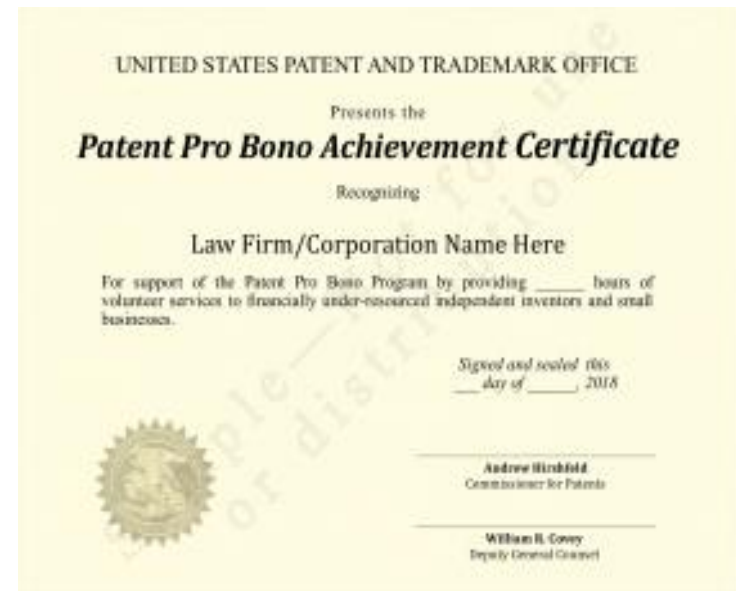 UNITED STATES PATENT AND TRADEMARK OFFICE
Presents the
Patent Pro Bono Achievement Certificate
Recognizing
Law Firm/Corporation Name Here
For support of the Patent Pro Bono Program by providing ______ hours of
volunteer services to financially under-resourced independent inventors and small
businesses.
Signed and sealed this
___ day of ______, 2018
Andrew Hirshfeld
Commissioner for Patents
William R. Covey
Deputy General Counsel